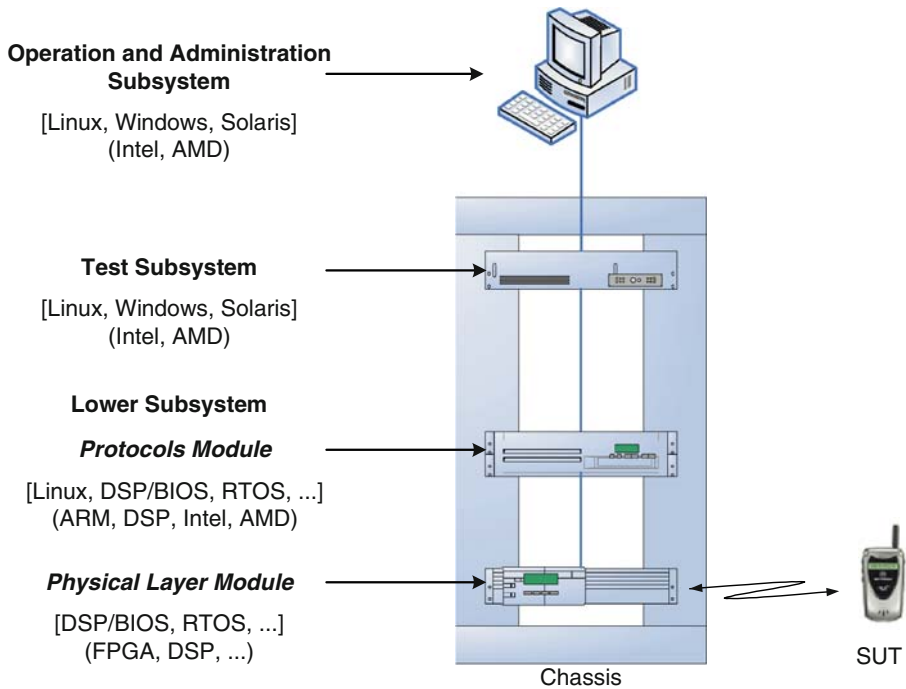 Operation and Administration
Subsystem
[Linux, Windows, Solaris]
(Intel, AMD)
Test Subsystem
[Linux, Windows, Solaris]
(Intel, AMD)
Lower Subsystem
Protocols Module
[Linux, DSP/BIOS, RTOS, ...]
(ARM, DSP, Intel, AMD)
Physical Layer Module
[DSP/BIOS, RTOS, ...]
(FPGA, DSP, ...)
Chassis
SUT